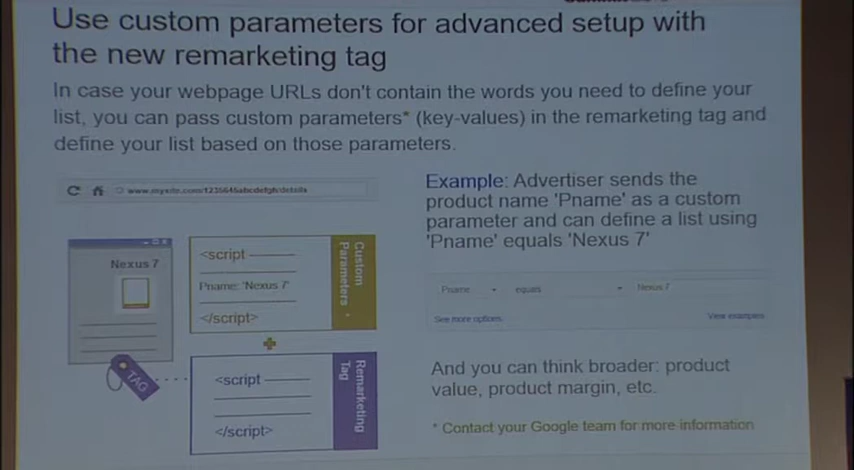 Use custom parameters for advanced setup with
the new remarketing tag
In case your webpage URLs don't contain the words you need to define your
list, you can pass custom parameters* (key-values) in the remarketing tag and
define your list based on those parameters.
www.mysite.com/1235645abcdefgh/details
Example: Advertiser sends the
product name 'Pname' as a custom
parameter and can define a list using
'Pname' equals 'Nexus 7'
Nexus 7
<script
Pname: 'Nexus 7'
</script>
Custom
Parameters *
Pname equals Nexus 7
See more options View examples
TAG
<script
</script>
Remarketing
Tag
And you can think broader: product
value, product margin, etc.
* Contact your Google team for more information